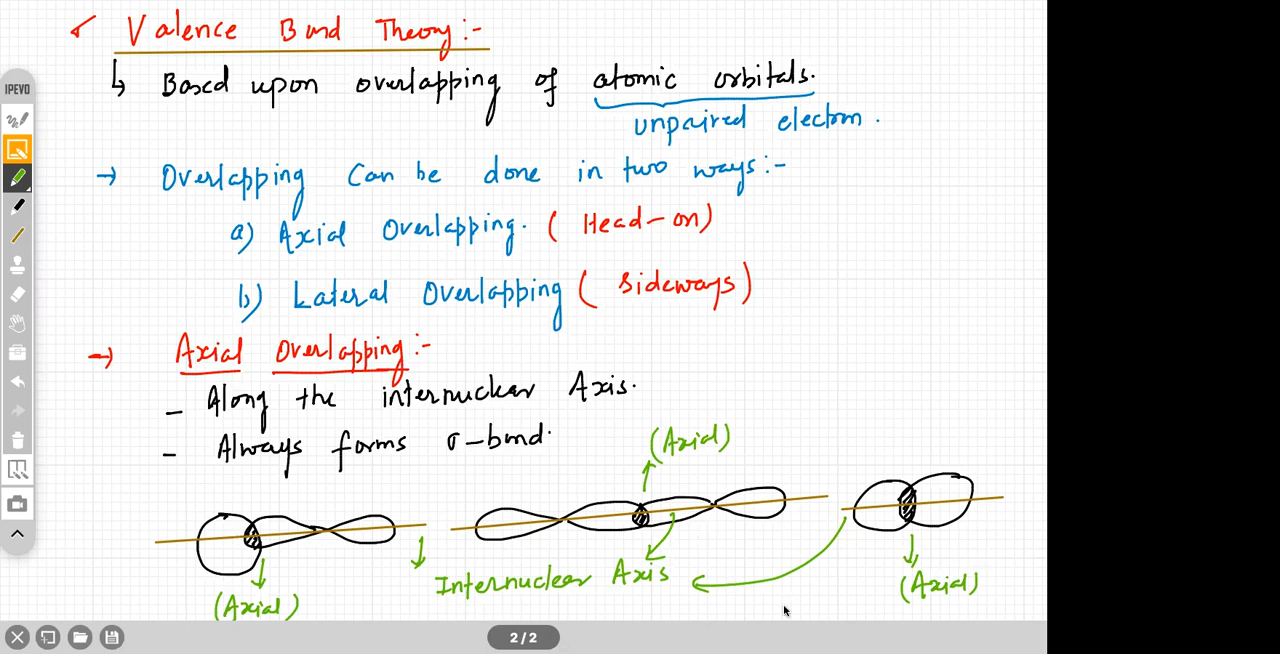 Valence Bond Theory:-
↳ Based upon overlapping of atomic orbitals.
unpaired electron.
IPEVO
→ Overlapping Can be done in two ways:-
a) Axial Overlapping. (Head-on)
b) Lateral Overlapping (Sideways)
→ Axial Overlapping:-
- Along the internuclear Axis.
- Always forms σ-bond.
(Axial)
Internuclear Axis
(Axial)
(Axial)
2/2